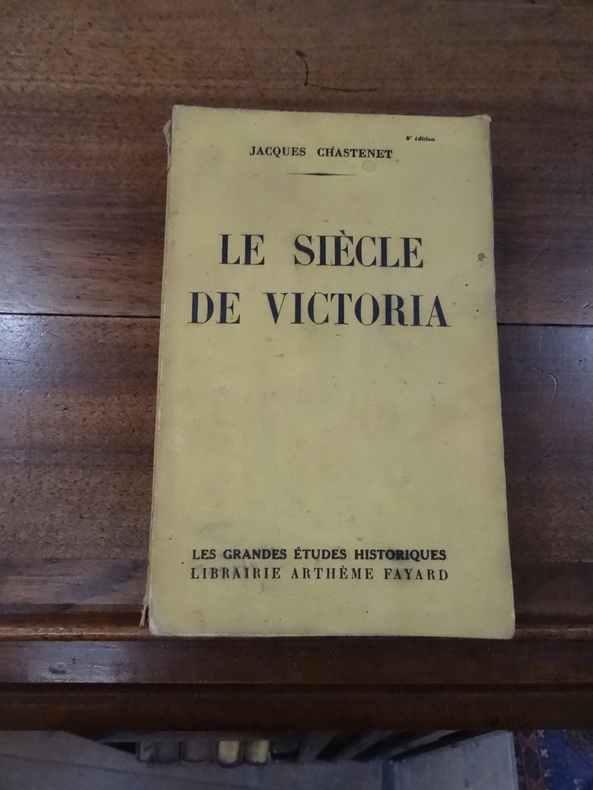 JACQUES CHASTENET
LE SIÈCLE
DE VICTORIA
LES GRANDES ÉTUDES HISTORIQUES
LIBRAIRIE ARTHÈME FAYARD